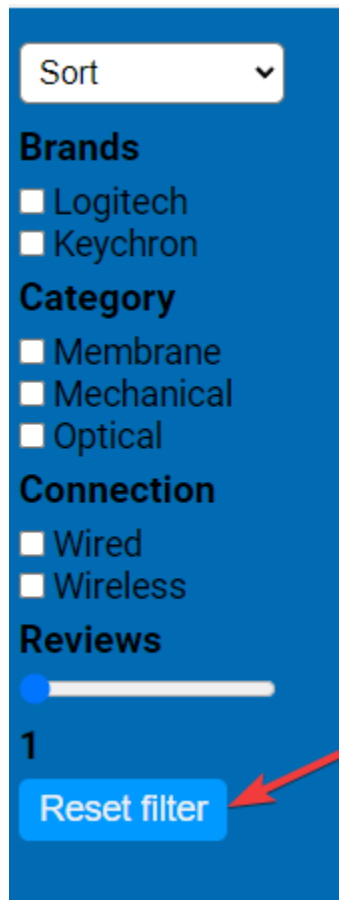 Sort
Brands
Logitech
Keychron
Category
Membrane
Mechanical
Optical
Connection
Wired
Wireless
Reviews
1
Reset filter